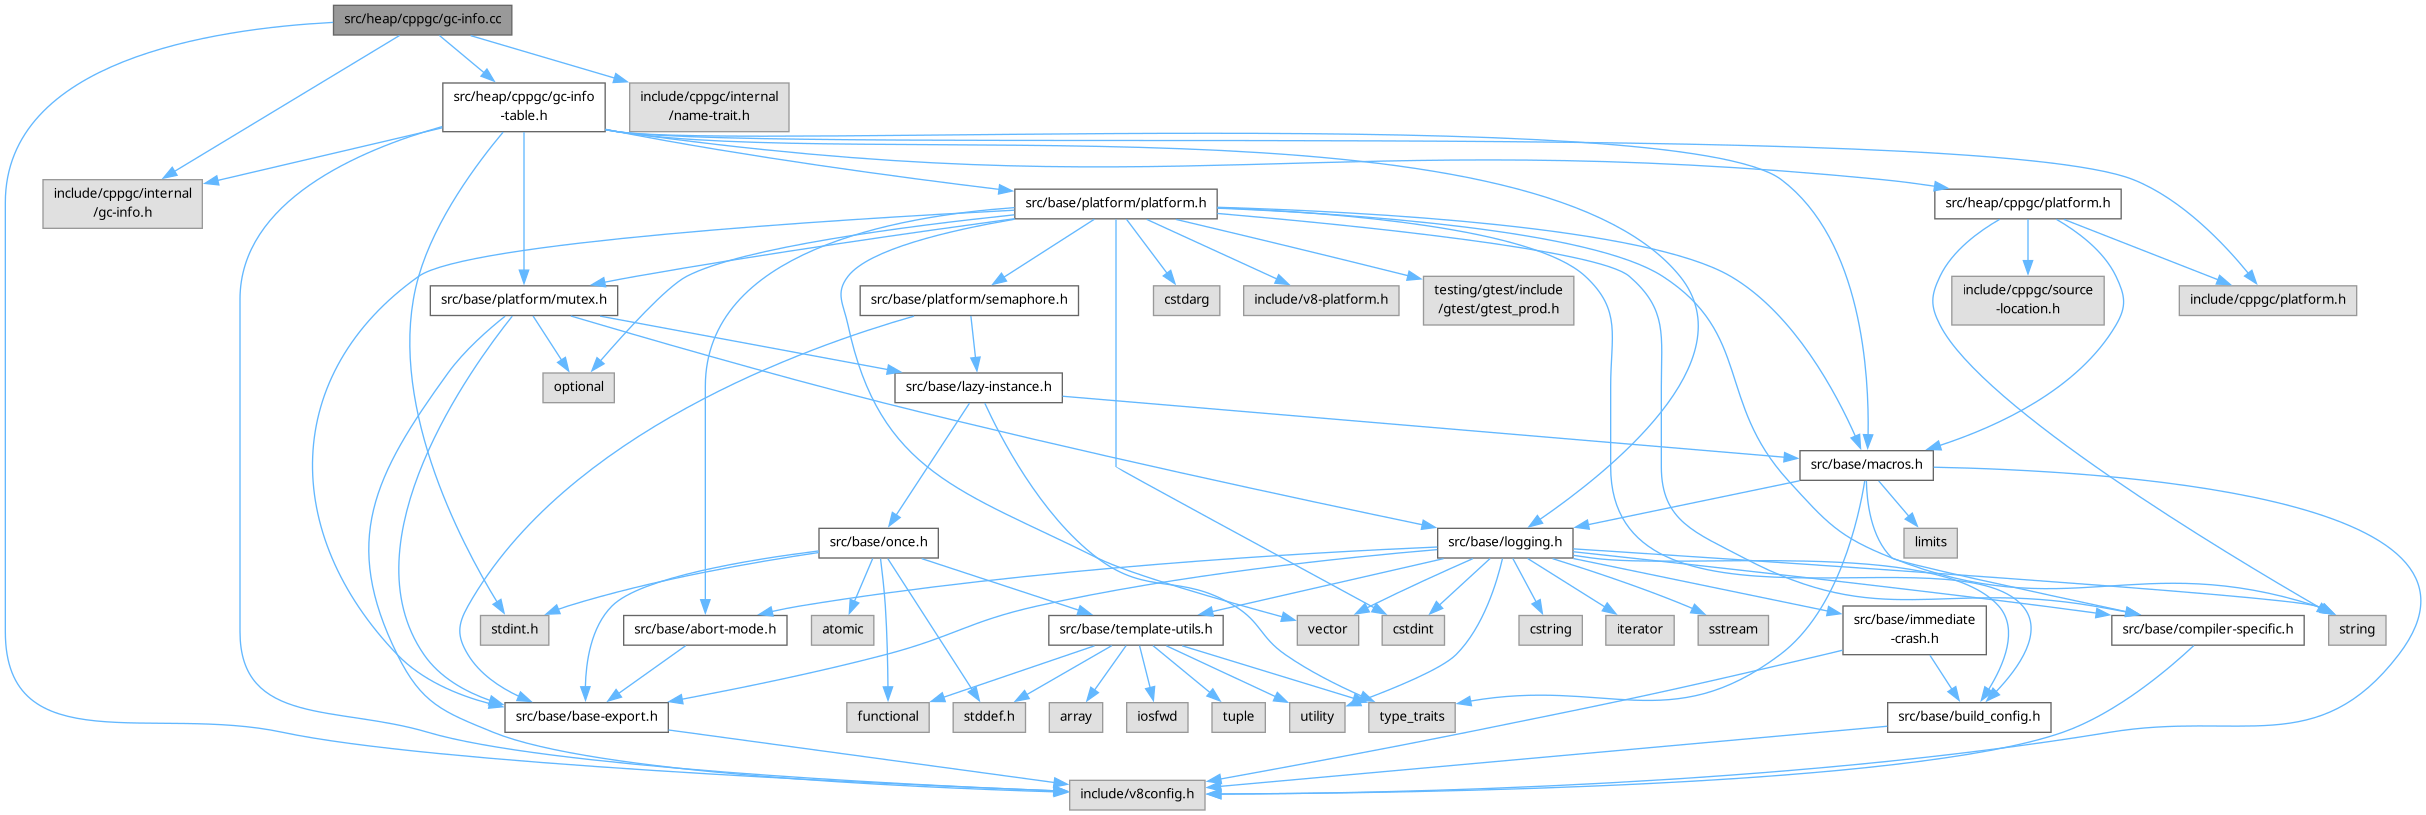 src/heap/cppgc/gc-info.cc
src/heap/cppgc/gc-info
-table.h
include/cppgc/internal
/name-trait.h
include/cppgc/internal
/gc-info.h
src/base/platform/platform.h
src/heap/cppgc/platform.h
src/base/platform/mutex.h
src/base/platform/semaphore.h
cstdarg
include/v8-platform.h
testing/gtest/include
/gtest/gtest_prod.h
include/cppgc/source
-location.h
include/cppgc/platform.h
optional
src/base/lazy-instance.h
src/base/macros.h
src/base/once.h
src/base/logging.h
limits
stdint.h
src/base/abort-mode.h
atomic
src/base/template-utils.h
vector
cstdint
cstring
iterator
sstream
src/base/immediate
-crash.h
src/base/compiler-specific.h
string
src/base/base-export.h
functional
stddef.h
array
iosfwd
tuple
utility
type_traits
src/base/build_config.h
include/v8config.h